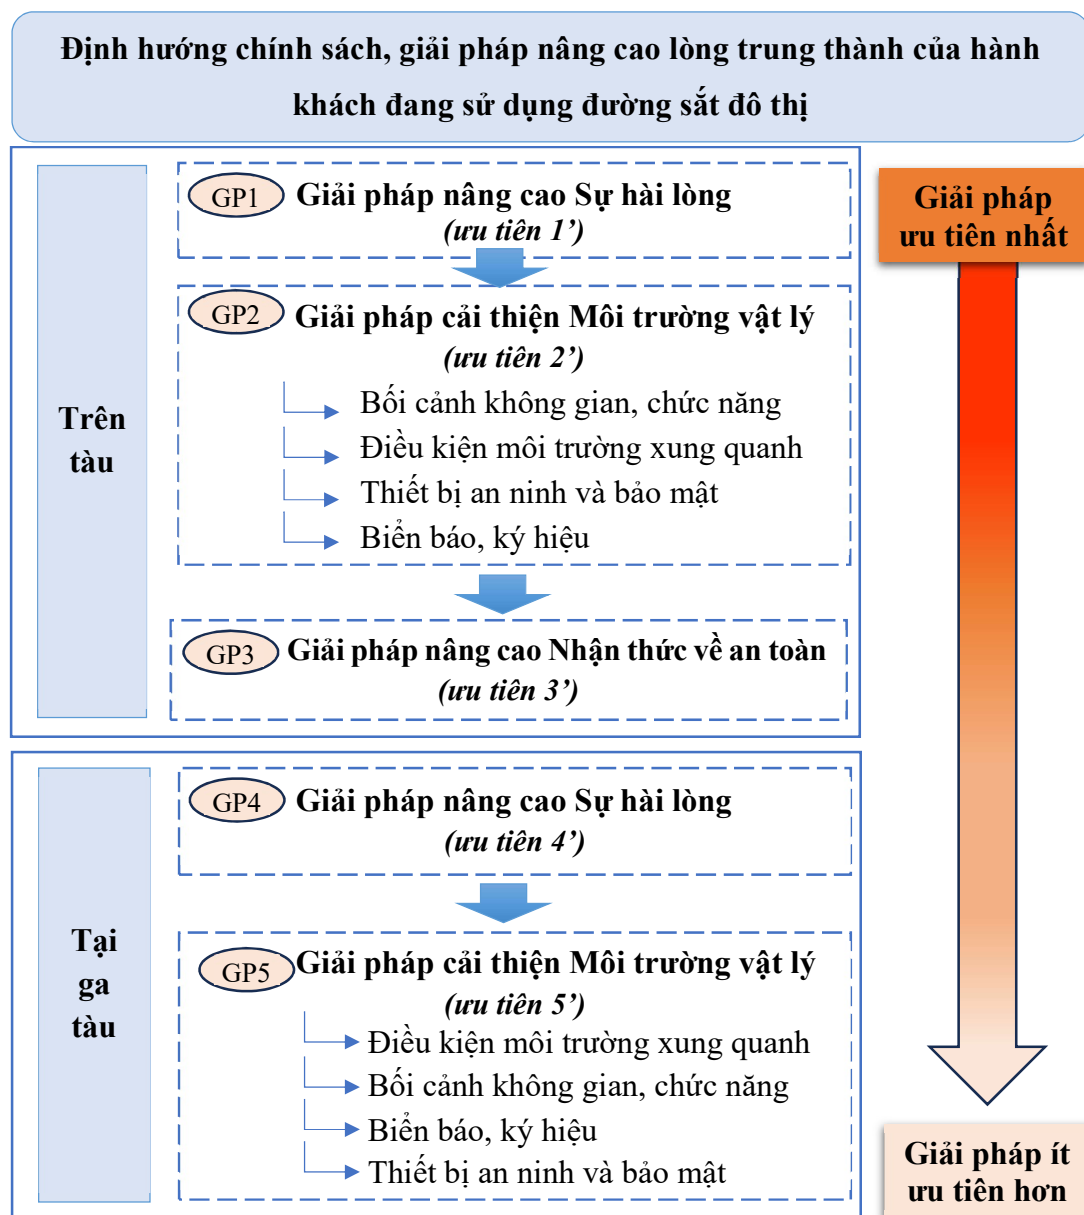 Định hướng chính sách, giải pháp nâng cao lòng trung thành của hành
khách đang sử dụng đường sắt đô thị
Trên
tàu
GP1 Giải pháp nâng cao Sự hài lòng
(ưu tiên 1’)
GP2 Giải pháp cải thiện Môi trường vật lý
(ưu tiên 2’)
Bối cảnh không gian, chức năng
Điều kiện môi trường xung quanh
Thiết bị an ninh và bảo mật
Biển báo, ký hiệu
GP3 Giải pháp nâng cao Nhận thức về an toàn
(ưu tiên 3’)
Tại
ga
tàu
GP4 Giải pháp nâng cao Sự hài lòng
(ưu tiên 4’)
GP5 Giải pháp cải thiện Môi trường vật lý
(ưu tiên 5’)
Điều kiện môi trường xung quanh
Bối cảnh không gian, chức năng
Biển báo, ký hiệu
Thiết bị an ninh và bảo mật
Giải pháp
ưu tiên nhất
Giải pháp ít
ưu tiên hơn